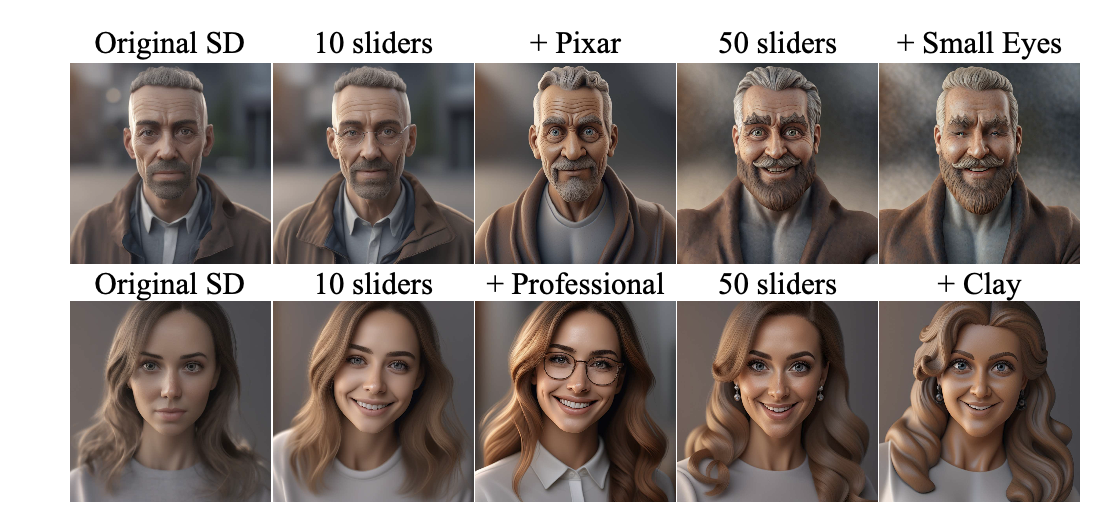 Original SD 10 sliders + Pixar 50 sliders + Small Eyes
Original SD 10 sliders + Professional 50 sliders + Clay